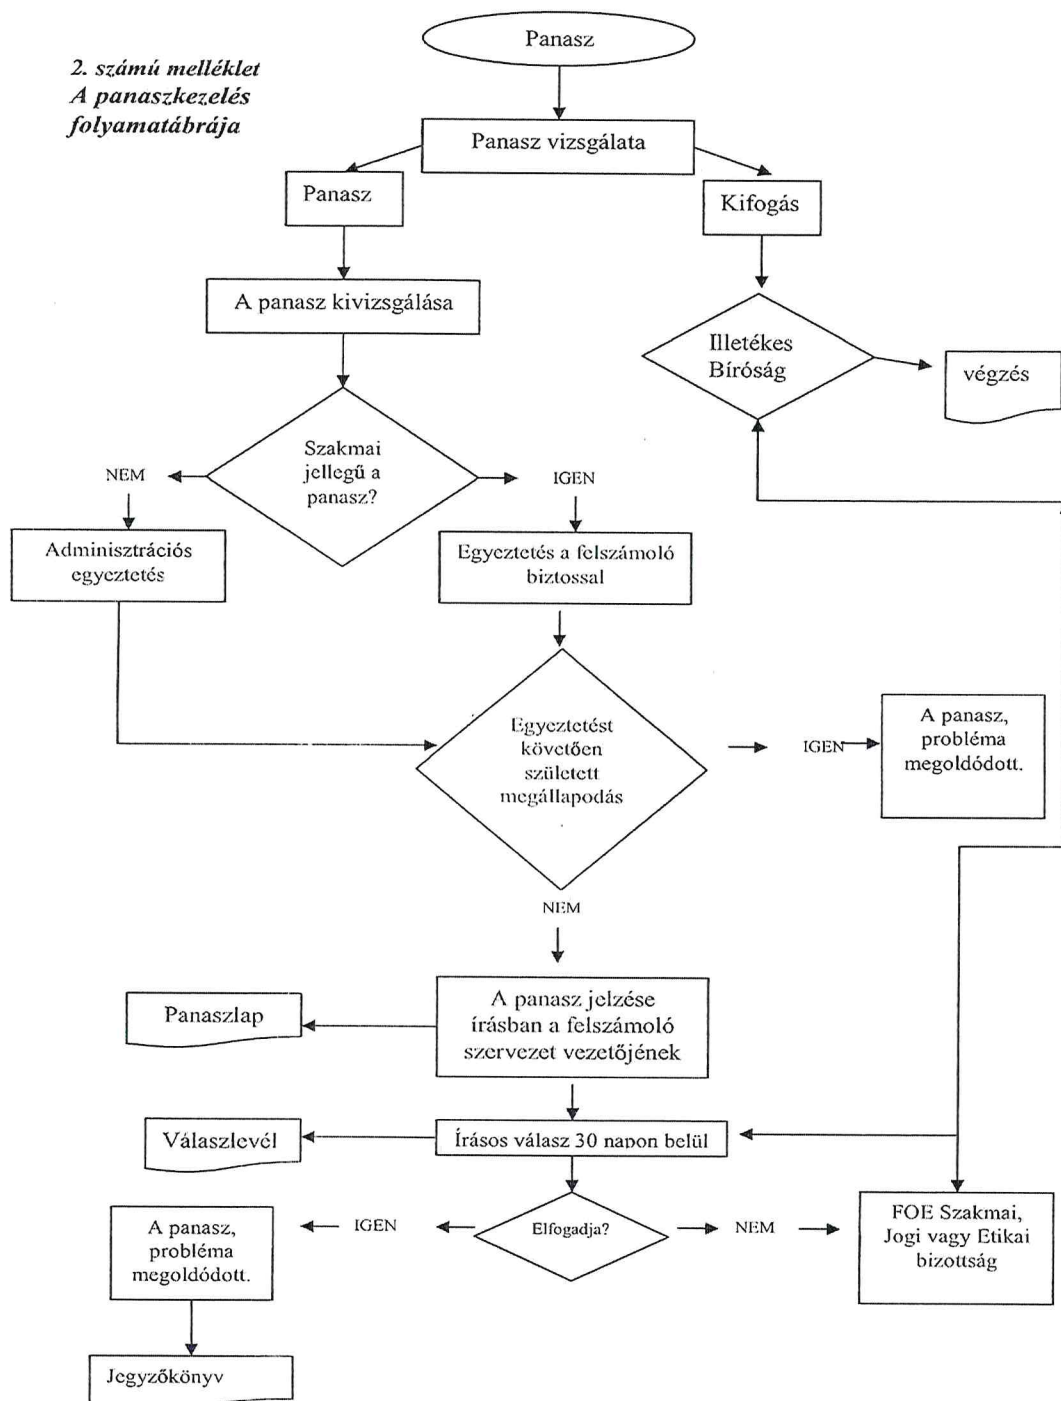 Panasz
2. számú melléklet
A panaszkezelés
folyamatábrája
Panasz vizsgálata
Panasz
Kifogás
A panasz kivizsgálása
Illetékes
Bíróság
végzés
Szakmai
jellegű a
panasz?
NEM
IGEN
Adminisztrációs
egyeztetés
Egyeztetés a felszámoló
biztossal
Egyeztetést
követően
született
megállapodás
IGEN
A panasz,
probléma
megoldódott.
NEM
A panasz jelzése
írásban a felszámoló
szervezet vezetőjének
Panaszlap
Írásos válasz 30 napon belül
Válaszlevél
Elfogadja?
IGEN
NEM
A panasz,
probléma
megoldódott.
FOE Szakmai,
Jogi vagy Etikai
bizottság
Jegyzőkönyv